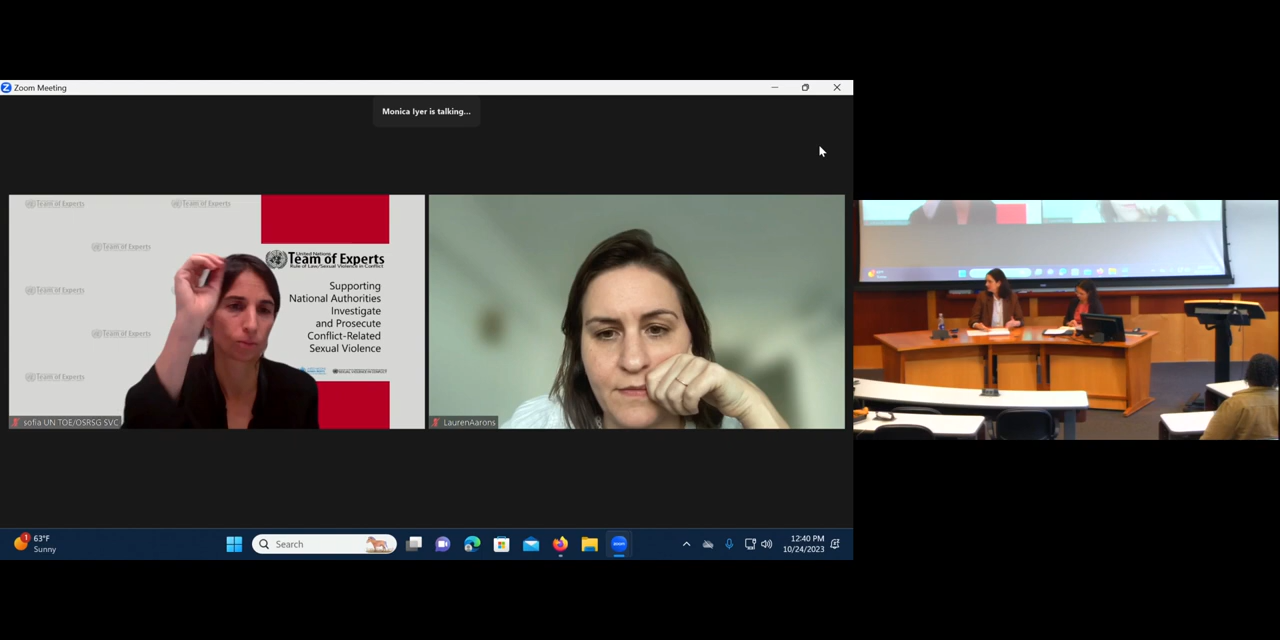 Zoom Meeting
Monica Iyer is talking...
Team of Experts
Team of Experts
Team of Experts
Team of Experts
Team of Experts
Team of Experts
United Nations
Team of Experts
Rule of Law/Sexual Violence in Conflict
Supporting
National Authorities
Investigate
and Prosecute
Conflict-Related
Sexual Violence
sofia UN TOE/OSRSG SVC
LaurenAarons
1
63°F
Sunny
Search
zoom
12:40 PM
10/24/2023